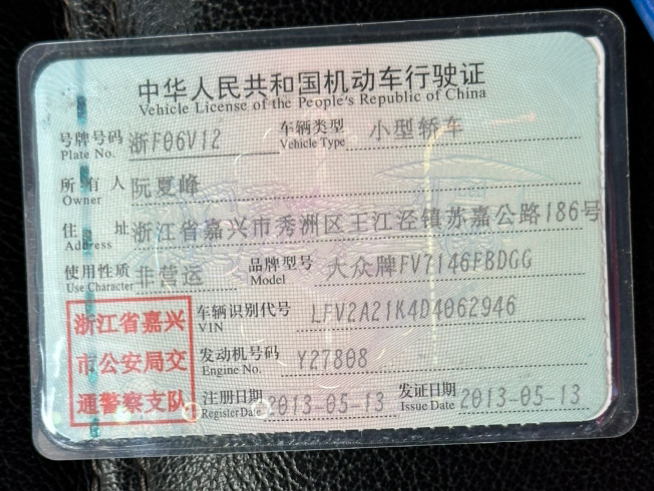 中华人民共和国机动车行驶证
Vehicle License of the People's Republic of China
号牌号码 浙F06V12 车辆类型 小型轿车
Plate No. Vehicle Type
所有人 阮夏峰
Owner
住址 浙江省嘉兴市秀洲区王江泾镇苏嘉公路186号
Address
使用性质 非营运 品牌型号 大众牌FV7146FBDGG
Use Character Model
浙江省嘉兴
市公安局交
通警察支队
车辆识别代号 LFV2A21K4D4062946
VIN
发动机号码 Y27808
Engine No.
注册日期 2013-05-13 发证日期 2013-05-13
Register Date Issue Date